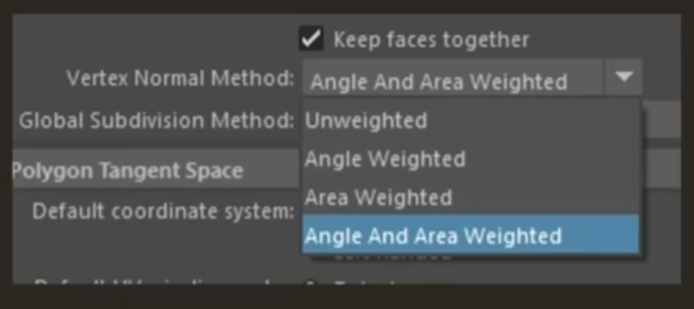 Keep faces together
Vertex Normal Method: Angle And Area Weighted
Global Subdivision Method:
Unweighted
Angle Weighted
Polygon Tangent Space
Area Weighted
Default coordinate system:
Angle And Area Weighted